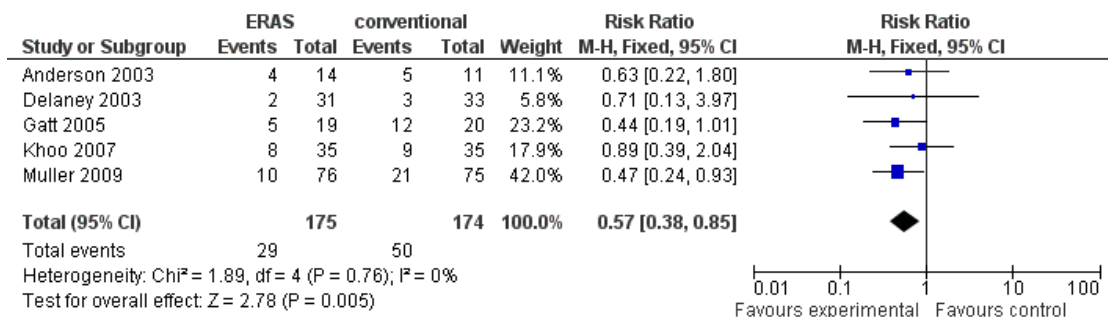 ERAS conventional Risk Ratio Risk Ratio
Study or Subgroup Events Total Events Total Weight M-H, Fixed, 95% CI M-H, Fixed, 95% CI
Anderson 2003 4 14 5 11 11.1% 0.63 [0.22, 1.80]
Delaney 2003 2 31 3 33 5.8% 0.71 [0.13, 3.97]
Gatt 2005 5 19 12 20 23.2% 0.44 [0.19, 1.01]
Khoo 2007 8 35 9 35 17.9% 0.89 [0.39, 2.04]
Muller 2009 10 76 21 75 42.0% 0.47 [0.24, 0.93]
Total (95% CI) 175 174 100.0% 0.57 [0.38, 0.85]
Total events 29 50
Heterogeneity: Chi² = 1.89, df = 4 (P = 0.76); I² = 0%
Test for overall effect: Z = 2.78 (P = 0.005)
0.01 0.1 1 10 100
Favours experimental Favours control